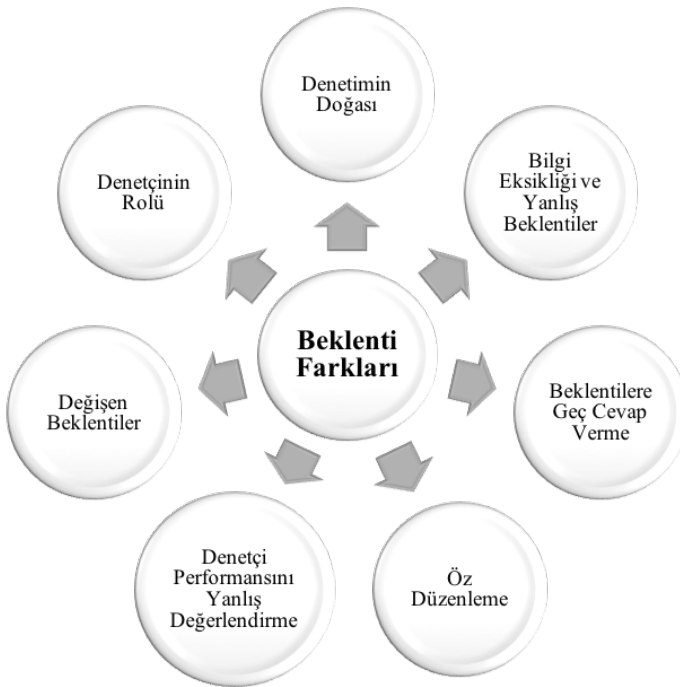 Denetimin
Doğası
Bilgi
Eksikliği ve
Yanlış
Beklentiler
Beklentilere
Geç Cevap
Verme
Öz
Düzenleme
Denetçi
Performansını
Yanlış
Değerlendirme
Değişen
Beklentiler
Denetçinin
Rolü
Beklenti
Farkları